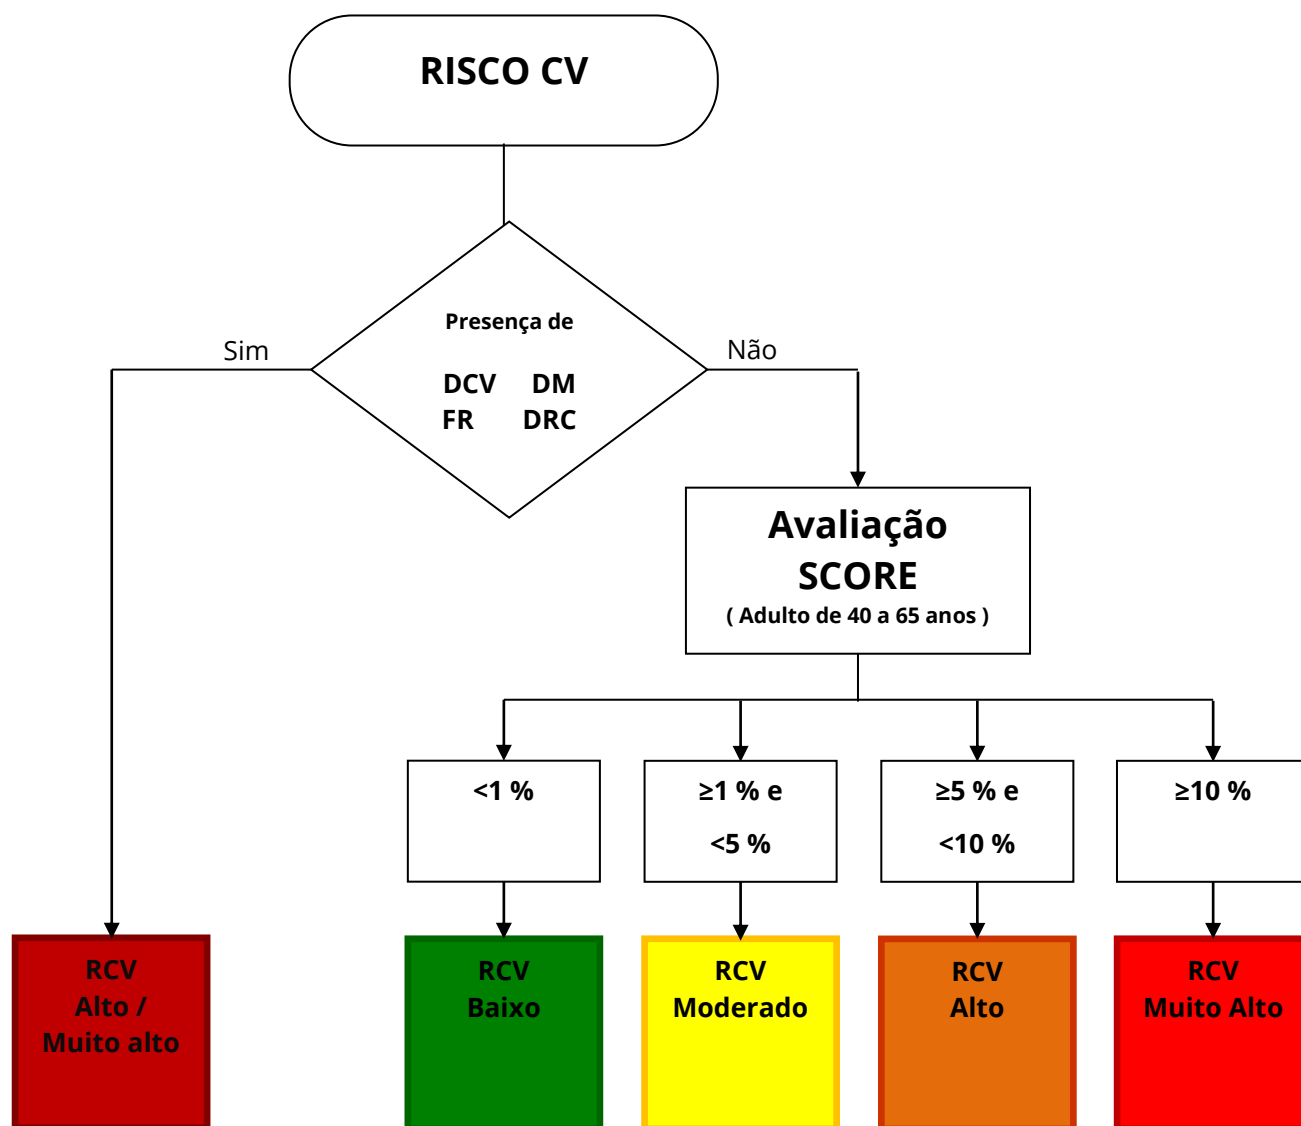 RISCO CV
Presença de
DCV DM
FR DRC
Sim
Não
Avaliação
SCORE
( Adulto de 40 a 65 anos )
<1 %
≥1 % e
<5 %
≥5 % e
<10 %
≥10 %
RCV
Alto /
Muito alto
RCV
Baixo
RCV
Moderado
RCV
Alto
RCV
Muito Alto